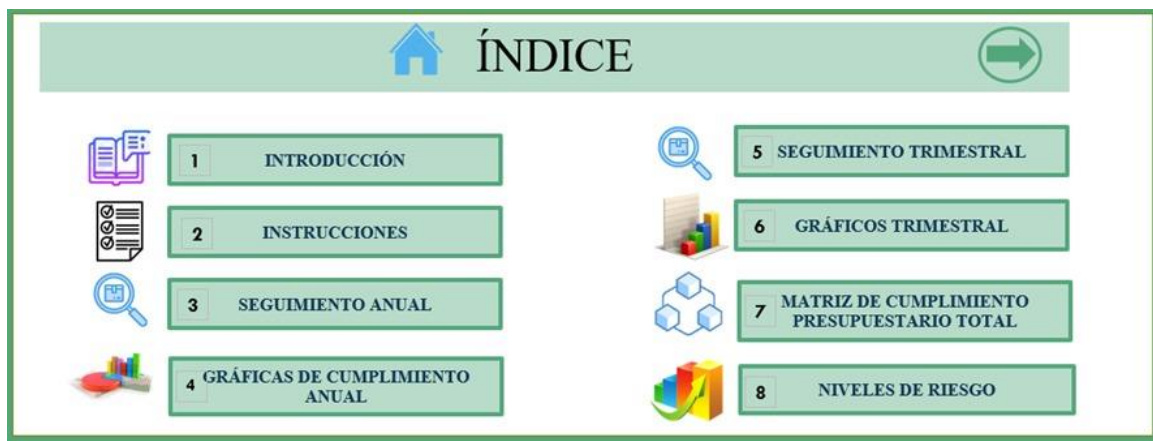 ÍNDICE
1 INTRODUCCIÓN
2 INSTRUCCIONES
3 SEGUIMIENTO ANUAL
4 GRÁFICAS DE CUMPLIMIENTO
ANUAL
5 SEGUIMIENTO TRIMESTRAL
6 GRÁFICOS TRIMESTRAL
7 MATRIZ DE CUMPLIMIENTO
PRESUPUESTARIO TOTAL
8 NIVELES DE RIESGO